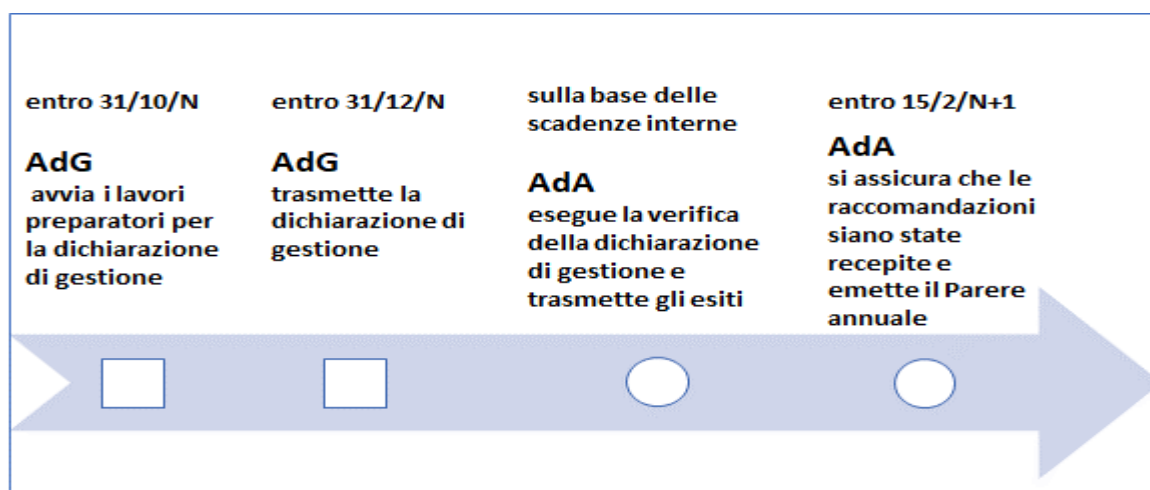 entro 31/10/N
AdG
avvia i lavori
preparatori per
la dichiarazione
di gestione
entro 31/12/N
AdG
trasmette la
dichiarazione di
gestione
sulla base delle
scadenze interne
AdA
esegue la verifica
della dichiarazione
di gestione e
trasmette gli esiti
entro 15/2/N+1
AdA
si assicura che le
raccomandazioni
siano state
recepite e
emette il Parere
annuale